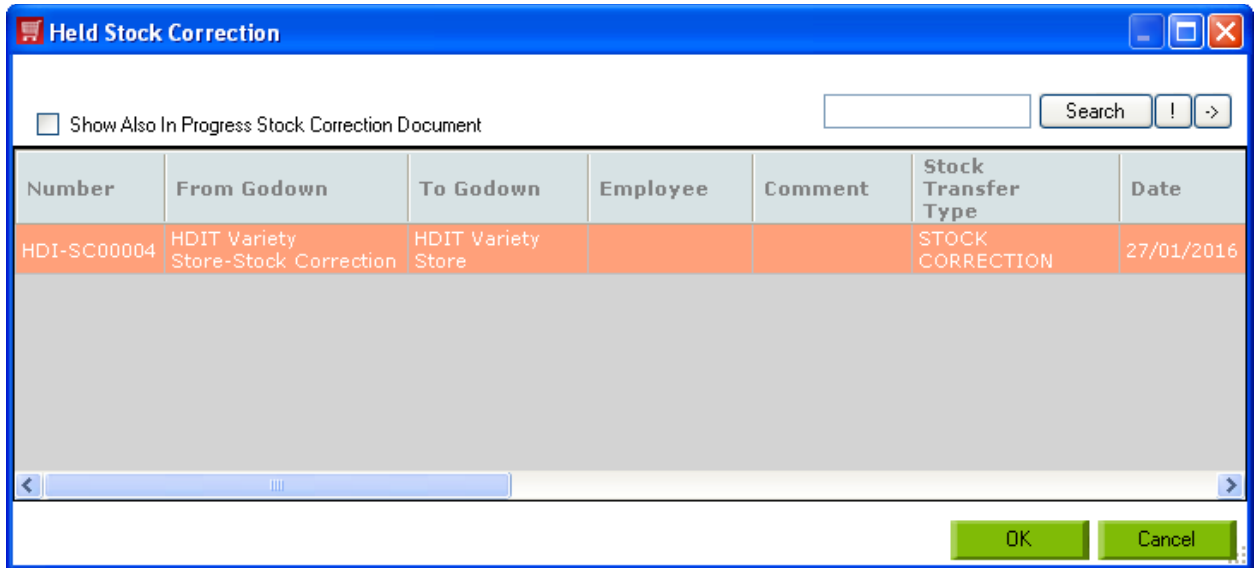 Held Stock Correction
Show Also In Progress Stock Correction Document
Search ! ->
Number From Godown To Godown Employee Comment Stock Transfer Type Date
HDI-SC00004 HDIT Variety Store-Stock Correction HDIT Variety Store STOCK CORRECTION 27/01/2016
OK Cancel